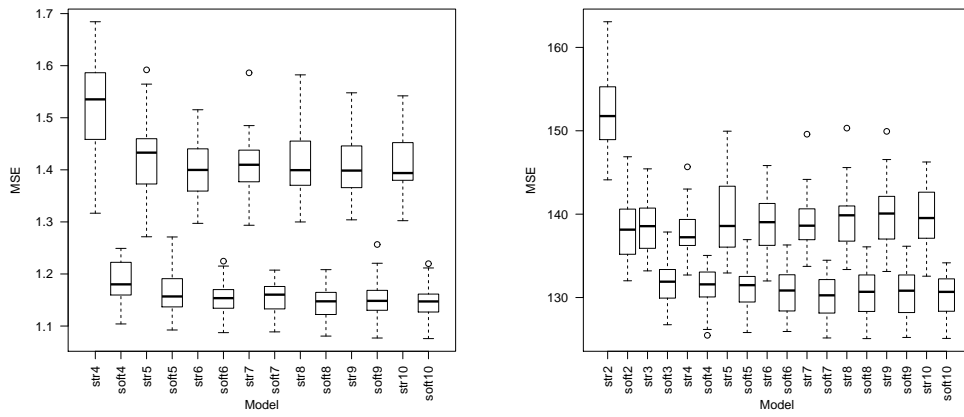 1.7
1.6
1.5
1.4
1.3
1.2
1.1
MSE
str4
soft4
str5
soft5
str6
soft6
str7
soft7
str8
soft8
str9
soft9
str10
soft10
Model
160
150
140
130
MSE
str2
soft2
str3
soft3
str4
soft4
str5
soft5
str6
soft6
str7
soft7
str8
soft8
str9
soft9
str10
soft10
Model